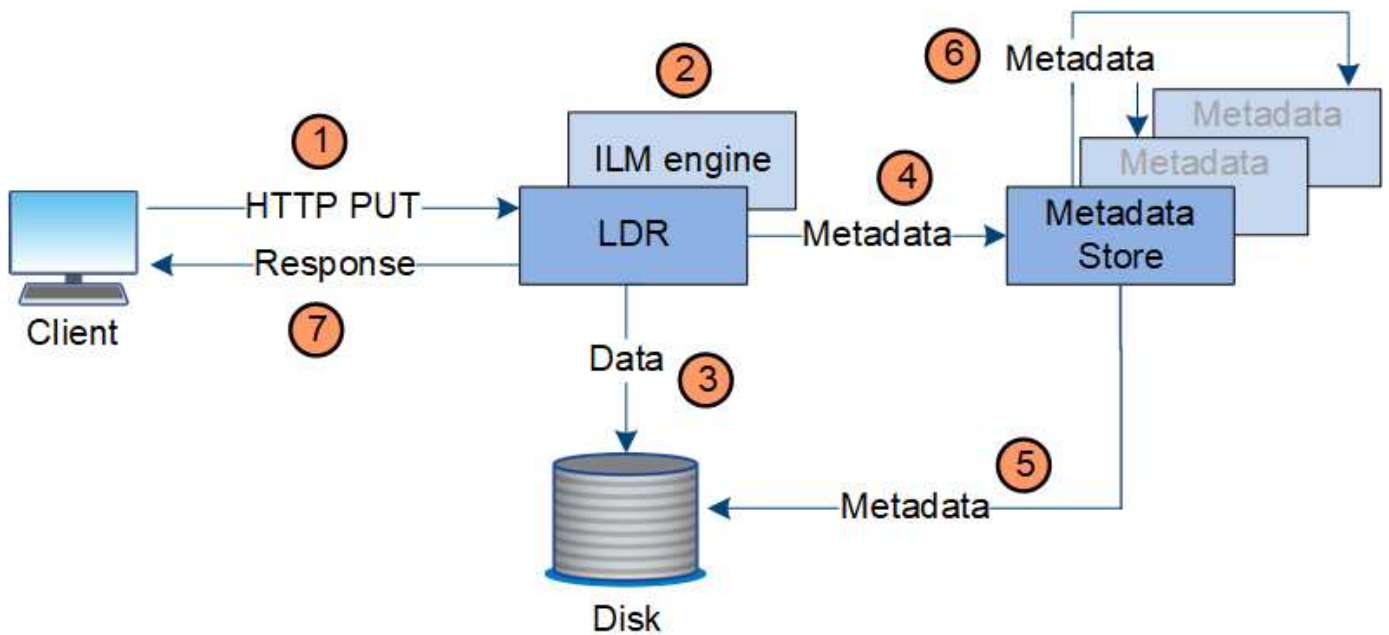 6
Metadata
2
Metadata
1
ILM engine
Metadata
4
HTTP PUT
LDR
Metadata
Metadata
Store
Response
Client
7
Data
3
5
Metadata
Disk